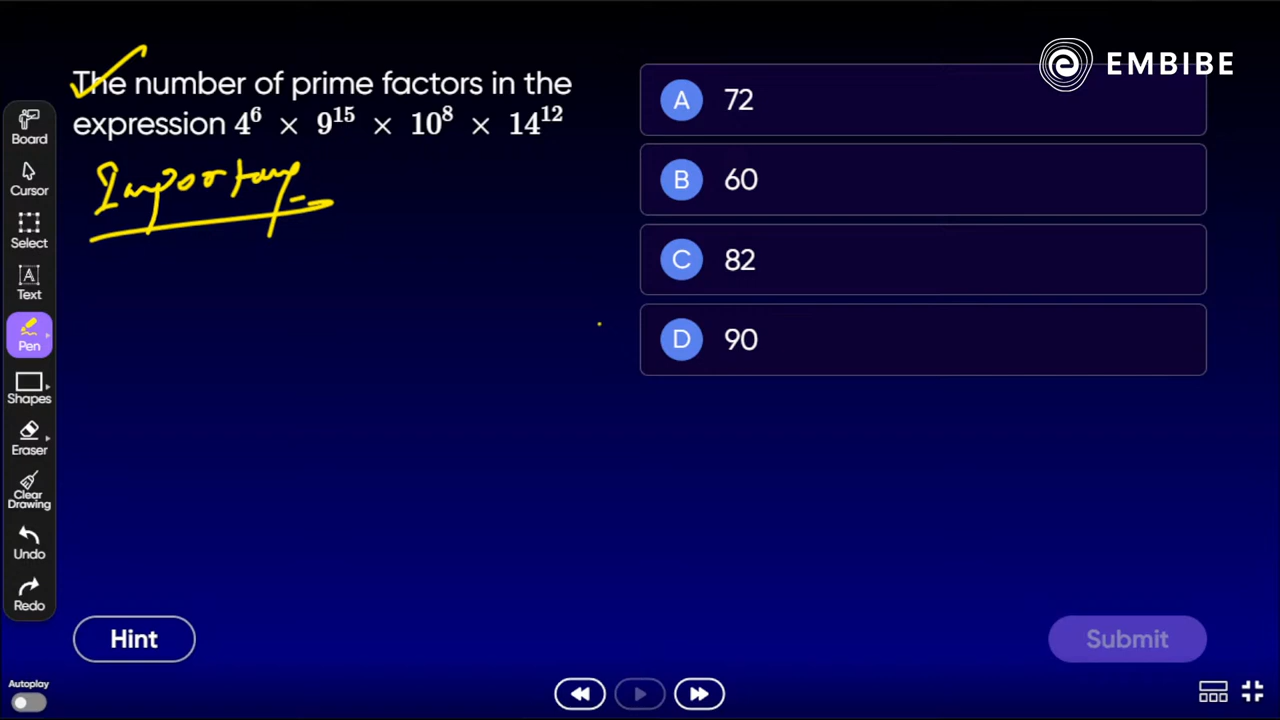 EMBIBE
The number of prime factors in the
expression 4⁶ × 9¹⁵ × 10⁸ × 14¹²
A 72
B 60
C 82
D 90
Board
Cursor
Select
A
Text
Pen
Shapes
Eraser
Clear
Drawing
Undo
Redo
Hint
Submit
Autoplay